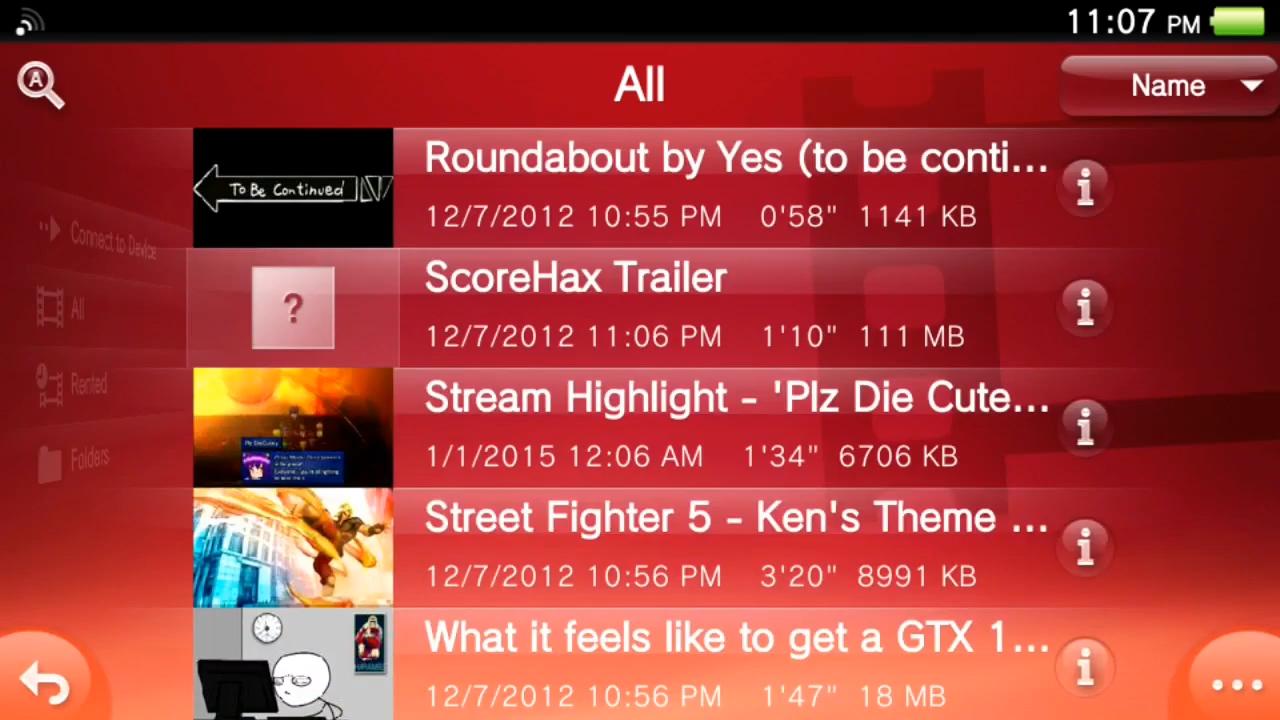 11:07 PM
All
Name
Roundabout by Yes (to be conti...
12/7/2012 10:55 PM 0'58" 1141 KB
To Be Continued
Connect to Device
ScoreHax Trailer
12/7/2012 11:06 PM 1'10" 111 MB
?
All
Stream Highlight - 'Plz Die Cute...
1/1/2015 12:06 AM 1'34" 6706 KB
Rented
Folders
Street Fighter 5 - Ken's Theme ...
12/7/2012 10:56 PM 3'20" 8991 KB
What it feels like to get a GTX 1...
12/7/2012 10:56 PM 1'47" 18 MB